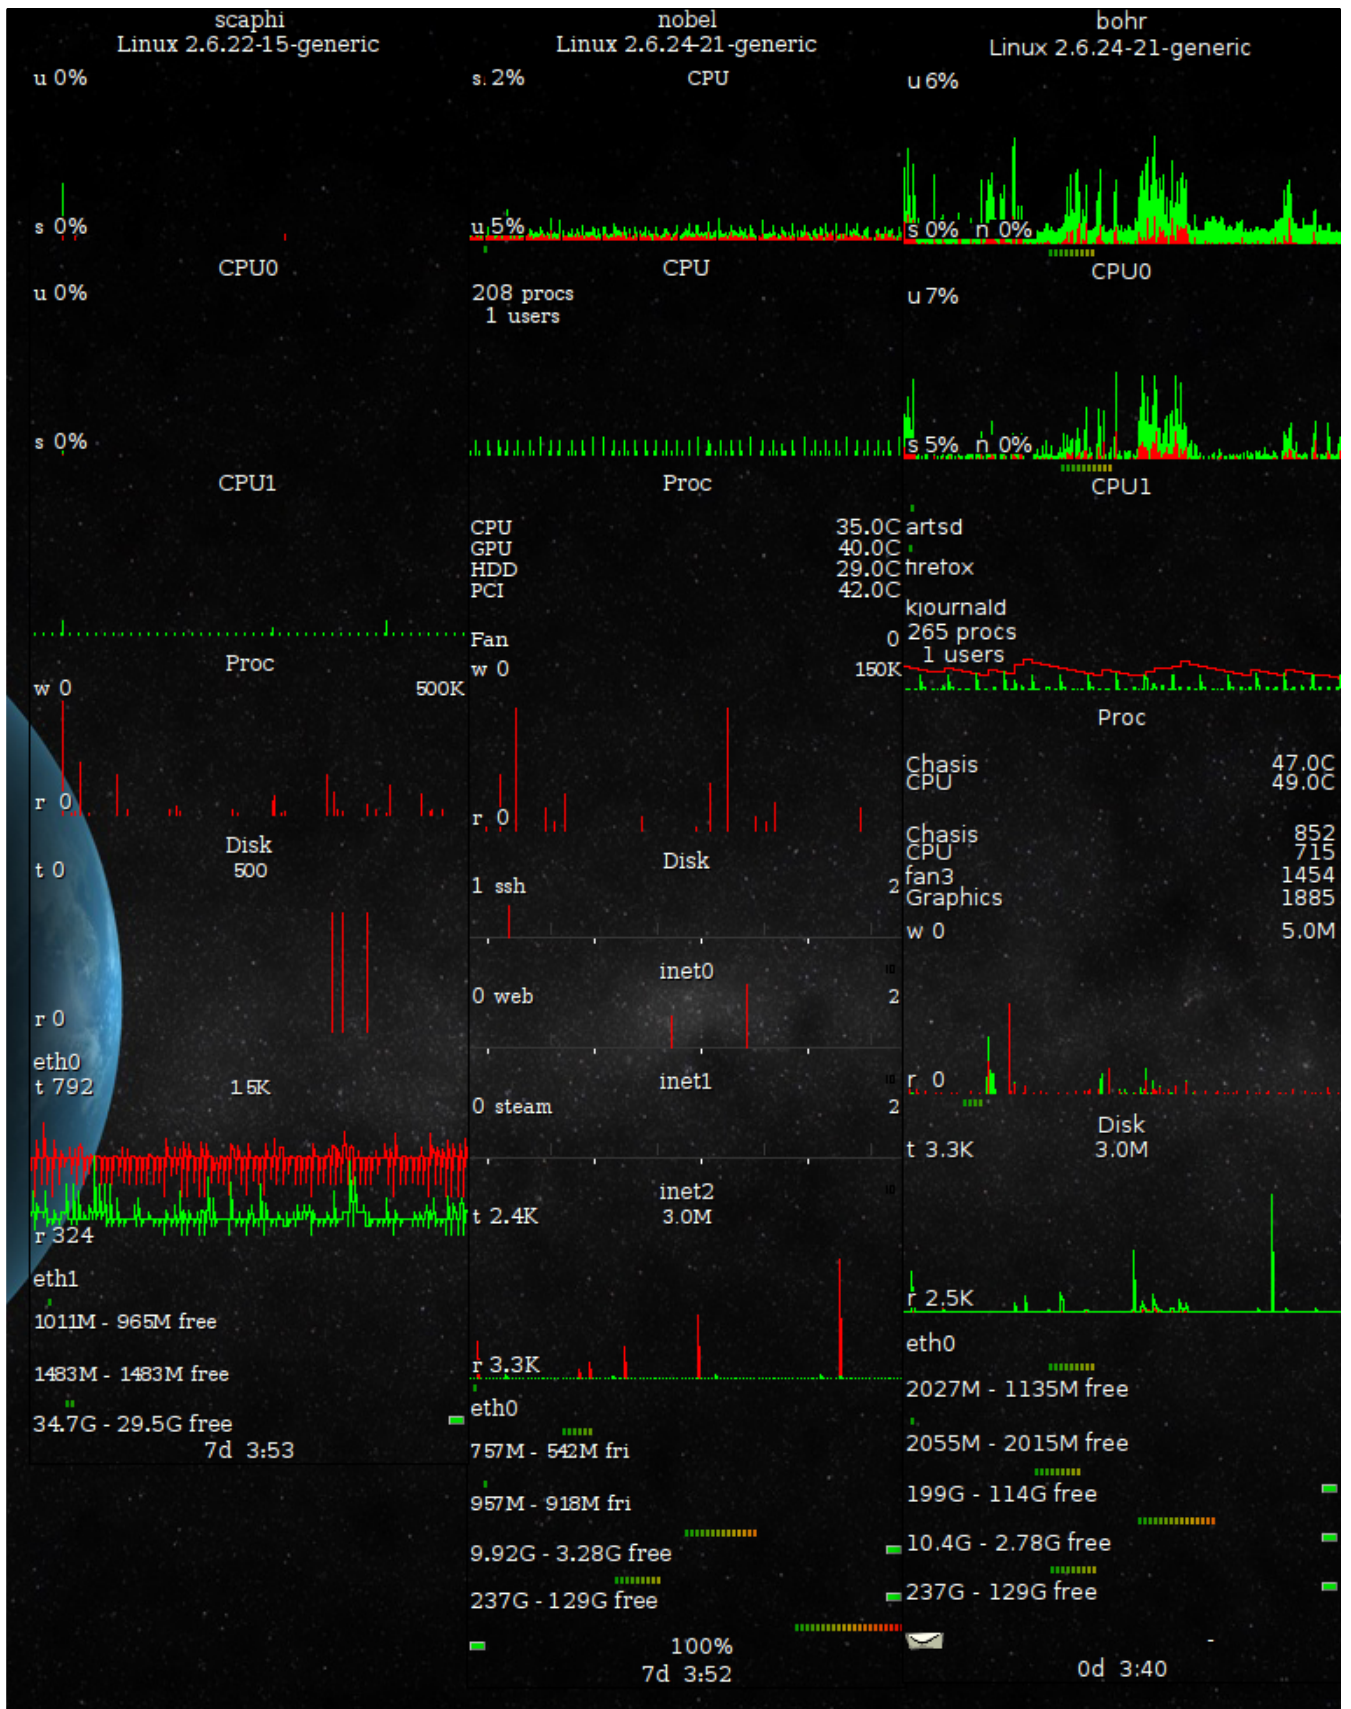 scaphi
Linux 2.6.22-15-generic
u 0%
s 0%
CPU0
u 0%
s 0%
CPU1
Proc
w 0 500K
r 0
Disk
t 0 500
r 0
eth0
t 792 1.5K
r 324
eth1
1011M - 965M free
1483M - 1483M free
34.7G - 29.5G free
7d 3:53
nobel
Linux 2.6.24-21-generic
s. 2% CPU
u 5%
CPU
208 procs
1 users
Proc
CPU 35.0C
GPU 40.0C
HDD 29.0C
PCI 42.0C
Fan 0
w 0 150K
r 0
Disk
1 ssh 2
inet0 10
0 web 2
inet1 10
0 steam 2
inet2 10
t 2.4K 3.0M
r 3.3K
eth0
757M - 542M fri
957M - 918M fri
9.92G - 3.28G free
237G - 129G free
100%
7d 3:52
bohr
Linux 2.6.24-21-generic
u 6%
s 0% n 0%
CPU0
u 7%
s 5% n 0%
CPU1
artsd
firefox
kjournald
265 procs
1 users
Proc
Chasis 47.0C
CPU 49.0C
Chasis 852
CPU 715
fan3 1454
Graphics 1885
w 0 5.0M
r 0
Disk
t 3.3K 3.0M
r 2.5K
eth0
2027M - 1135M free
2055M - 2015M free
199G - 114G free
10.4G - 2.78G free
237G - 129G free
-
0d 3:40